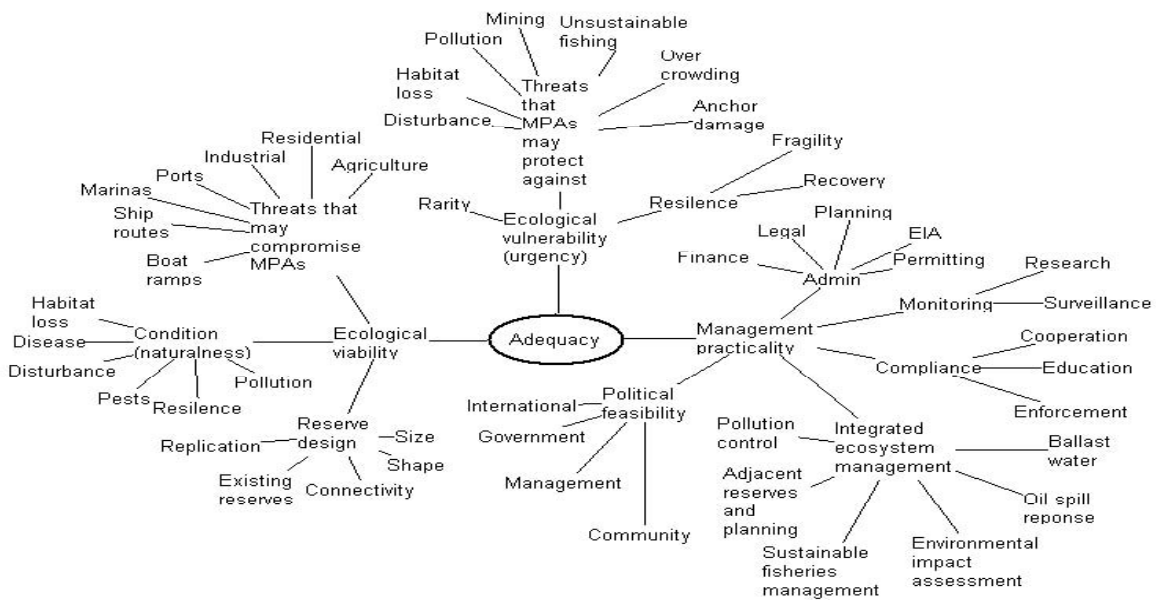 Mining
Unsustainable
fishing
Pollution
Over
crowding
Habitat
loss
Threats
that
MPAs
may
protect
against
Anchor
damage
Disturbance
Fragility
Recovery
Resilence
Rarity
Ecological
vulnerability
(urgency)
Residential
Industrial
Agriculture
Ports
Marinas
Ship
routes
Boat
ramps
Threats that
may
compromise
MPAs
Planning
Legal
EIA
Finance
Permitting
Admin
Research
Monitoring
Surveillance
Habitat
loss
Disease
Disturbance
Condition
(naturalness)
Pests
Resilence
Pollution
Ecological
viability
Adequacy
Management
practicality
Cooperation
Compliance
Education
Enforcement
Political
feasibility
International
Government
Management
Community
Reserve
design
Replication
Size
Shape
Existing
reserves
Connectivity
Pollution
control
Integrated
ecosystem
management
Ballast
water
Adjacent
reserves
and
planning
Oil spill
reponse
Sustainable
fisheries
management
Environmental
impact
assessment